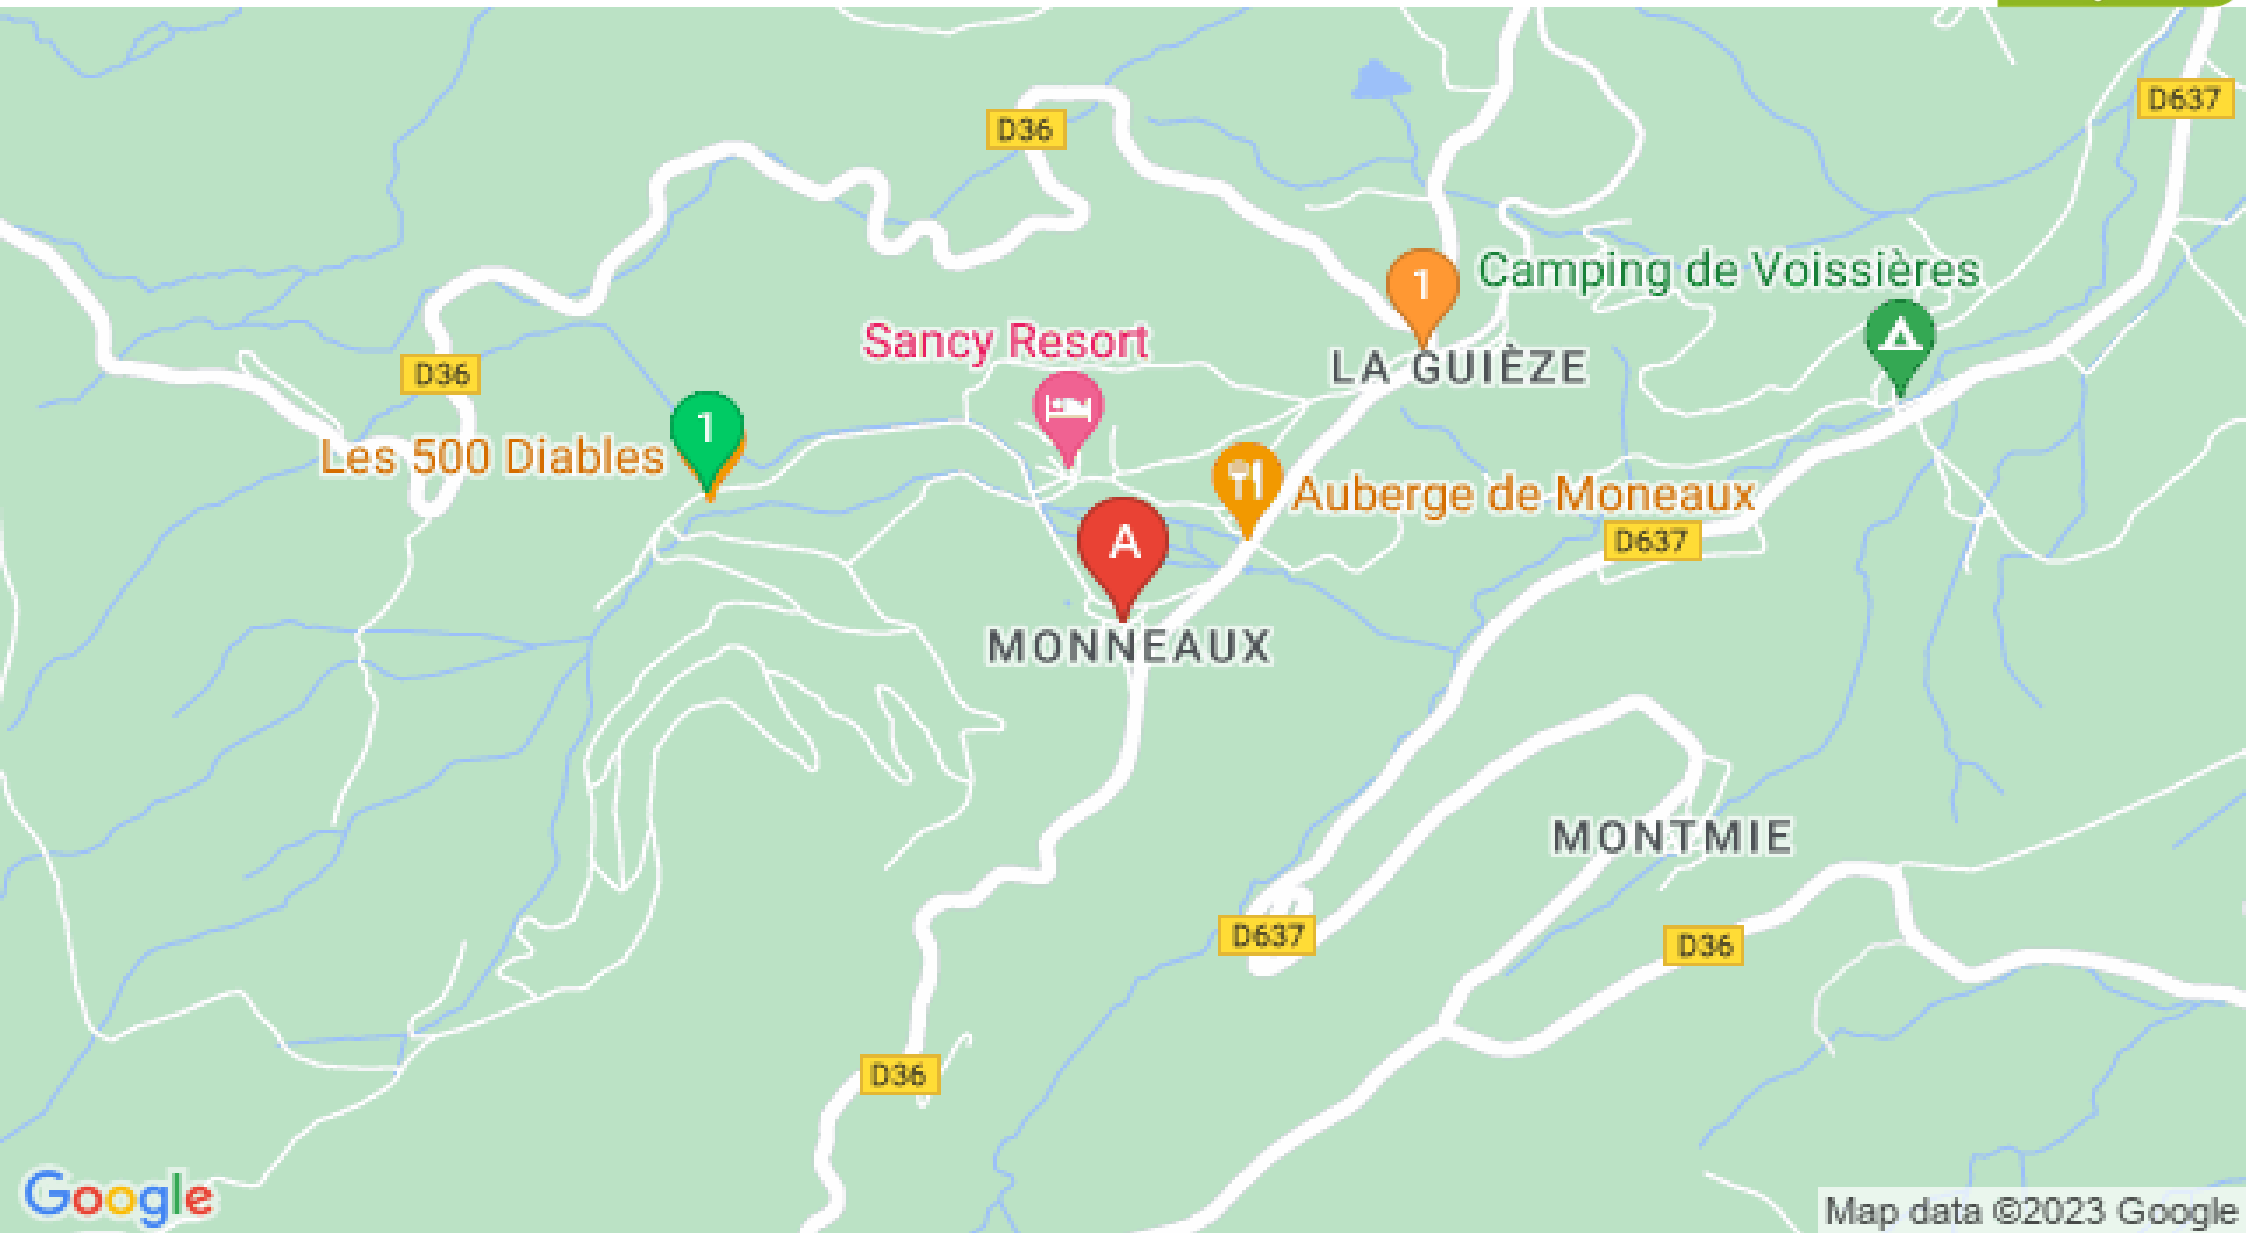 D637
D36
Camping de Voissières
1
Sancy Resort
LA GUIÈZE
D36
1
Les 500 Diables
Auberge de Moneaux
A
D637
MONNEAUX
MONTMIE
D637
D36
D36
Google
Map data ©2023 Google